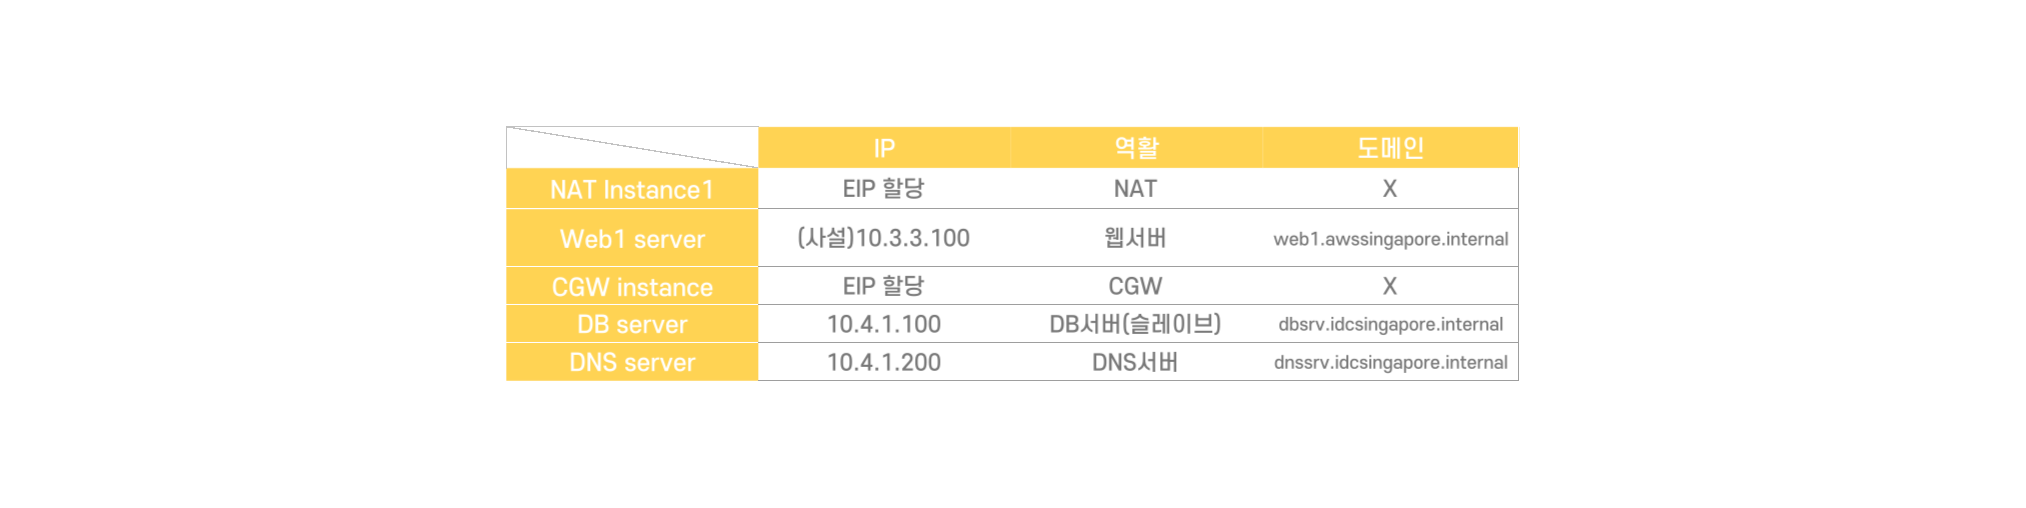 IP 역활 도메인
NAT Instance1 EIP 할당 NAT X
Web1 server (사설)10.3.3.100 웹서버 web1.awssingapore.internal
CGW instance EIP 할당 CGW X
DB server 10.4.1.100 DB서버(슬레이브) dbsrv.idcsingapore.internal
DNS server 10.4.1.200 DNS서버 dnssrv.idcsingapore.internal